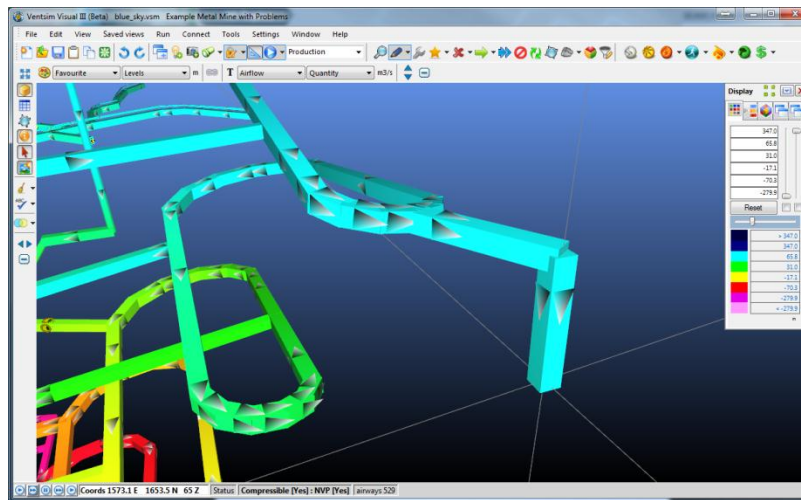 Ventsim Visual III (Beta) blue_sky.vsm Example Metal Mine with Problems
File Edit View Saved views Run Connect Tools Settings Window Help
Production
Favourite Levels m T Airflow Quantity m3/s
Display
347.0
65.8
31.0
-17.1
-70.3
-279.9
Reset
> 347.0
347.0
65.8
31.0
-17.1
-70.3
-279.9
< -279.9
Coords 1573.1 E 1653.5 N 65 Z Status Compressible [Yes] : NVP [Yes] airways 529